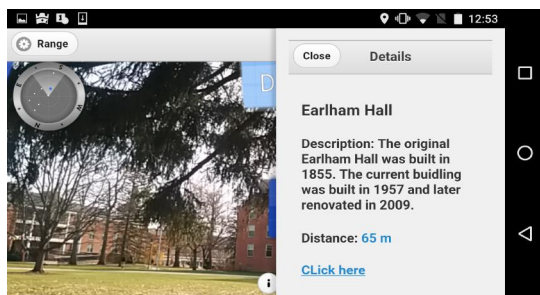 12:53
Range
S
E
W
N
D
Close
Details
Earlham Hall
Description: The original
Earlham Hall was built in
1855. The current buidling
was built in 1957 and later
renovated in 2009.
Distance: 65 m
CLick here
i